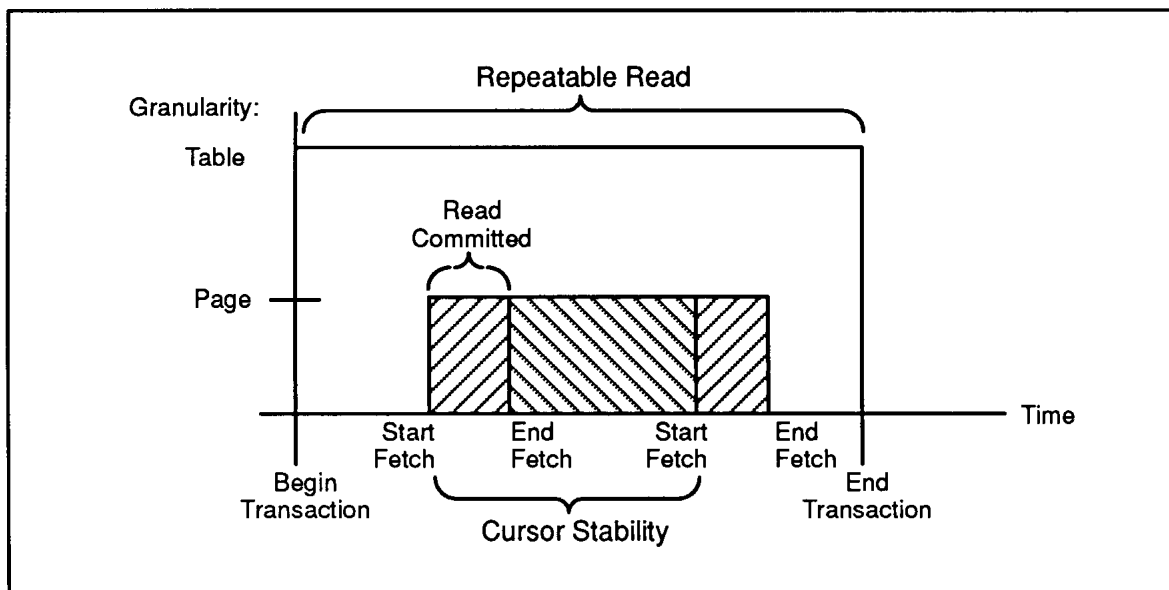 Repeatable Read
Granularity:
Table
Read
Committed
Page
Time
Start
Fetch
End
Fetch
Start
Fetch
End
Fetch
Begin
Transaction
End
Transaction
Cursor Stability